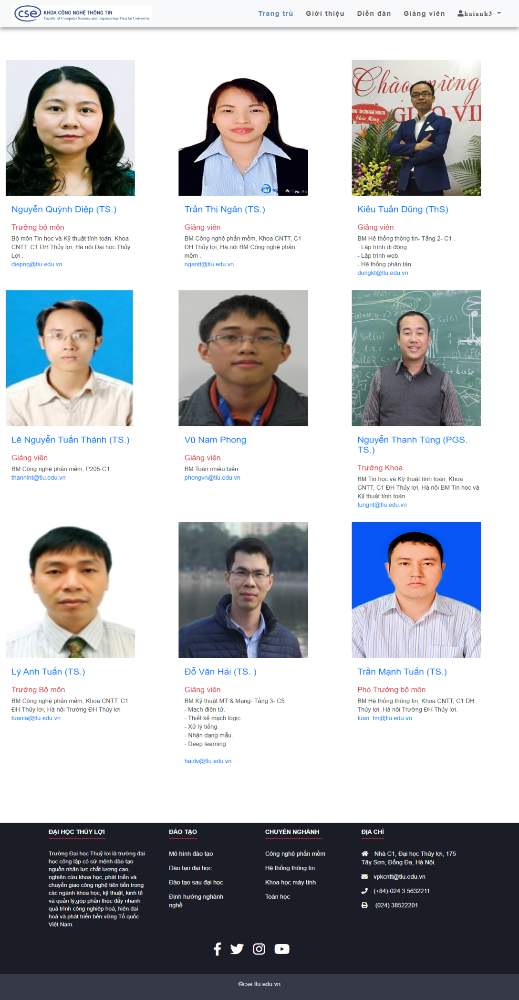 cse KHOA CÔNG NGHỆ THÔNG TIN
Faculty of Computer Science and Engineering-Thuyloi University
Trang trủ Giới thiệu Diễn đàn Giảng viên haianh3
Chào mừng
TRUNG TÂM CÔNG NGHỆ THÔNG TIN
Chúc Mừng
Nguyễn Quỳnh Diệp (TS.)
Trưởng bộ môn
Bộ môn Tin học và Kỹ thuật tính toán, Khoa
CNTT, C1 ĐH Thủy lợi, Hà nội Đại học Thủy
Lợi .
diepnq@tlu.edu.vn
Trần Thị Ngân (TS.)
Giảng viên
BM Công nghệ phần mềm, Khoa CNTT, C1
ĐH Thủy lợi, Hà nội BM Công nghệ phần
mềm .
ngantt@tlu.edu.vn
Kiều Tuấn Dũng (ThS)
Giảng viên
BM Hệ thống thông tin- Tầng 2- C1 .
- Lập trình di động.
- Lập trình web.
- Hệ thống phân tán.
dungkt@tlu.edu.vn
Lê Nguyễn Tuấn Thành (TS.)
Giảng viên
BM Công nghệ phần mềm, P205-C1
thanhlnt@tlu.edu.vn
Vũ Nam Phong
Giảng viên
BM Toán nhiều biến.
phongvn@tlu.edu.vn
Nguyễn Thanh Tùng (PGS.
TS.)
Trưởng Khoa
BM Tin học và Kỹ thuật tính toán, Khoa
CNTT, C1 ĐH Thủy lợi, Hà nội BM Tin học và
Kỹ thuật tính toán
tungnt@tlu.edu.vn
Lý Anh Tuấn (TS.)
Trưởng Bộ môn
BM Công nghệ phần mềm, Khoa CNTT, C1
ĐH Thủy lợi, Hà nội Trường ĐH Thủy lợi
tuanla@tlu.edu.vn
Đỗ Văn Hải (TS. )
Giảng viên
BM Kỹ thuật MT & Mạng- Tầng 3- C5.
- Mạch điện tử.
- Thiết kế mạch logic.
- Xử lý tiếng.
- Nhận dạng mẫu.
- Deep learning.
haidv@tlu.edu.vn
Trần Mạnh Tuấn (TS.)
Phó Trưởng bộ môn
BM Hệ thống thông tin, Khoa CNTT, C1 ĐH
Thủy lợi, Hà nội Trường ĐH Thủy lợi.
tuan_tm@tlu.edu.vn
ĐẠI HỌC THỦY LỢI
Trường Đại học Thuỷ lợi là trường đại
học công lập có sứ mệnh đào tạo
nguồn nhân lực chất lượng cao,
nghiên cứu khoa học, phát triển và
chuyển giao công nghệ tiên tiến trong
các ngành khoa học, kỹ thuật, kinh tế
và quản lý,góp phần thúc đẩy nhanh
quá trình công nghiệp hoá, hiện đại
hoá và phát triển bền vững Tổ quốc
Việt Nam.
ĐÀO TẠO
Mô hình đào tạo
Đào tạo đại học
Đào tạo sau đại học
Định hướng nghành
nghề
CHUYÊN NGHÀNH
Công nghệ phần mềm
Hệ thống thông tin
Khoa học máy tính
Toán học
ĐỊA CHỈ
Nhà C1, Đại học Thủy lợi, 175
Tây Sơn, Đống Đa, Hà Nội.
vpkcntt@tlu.edu.vn
(+84)-024 3 5632211
(024) 38522201
©cse.tlu.edu.vn